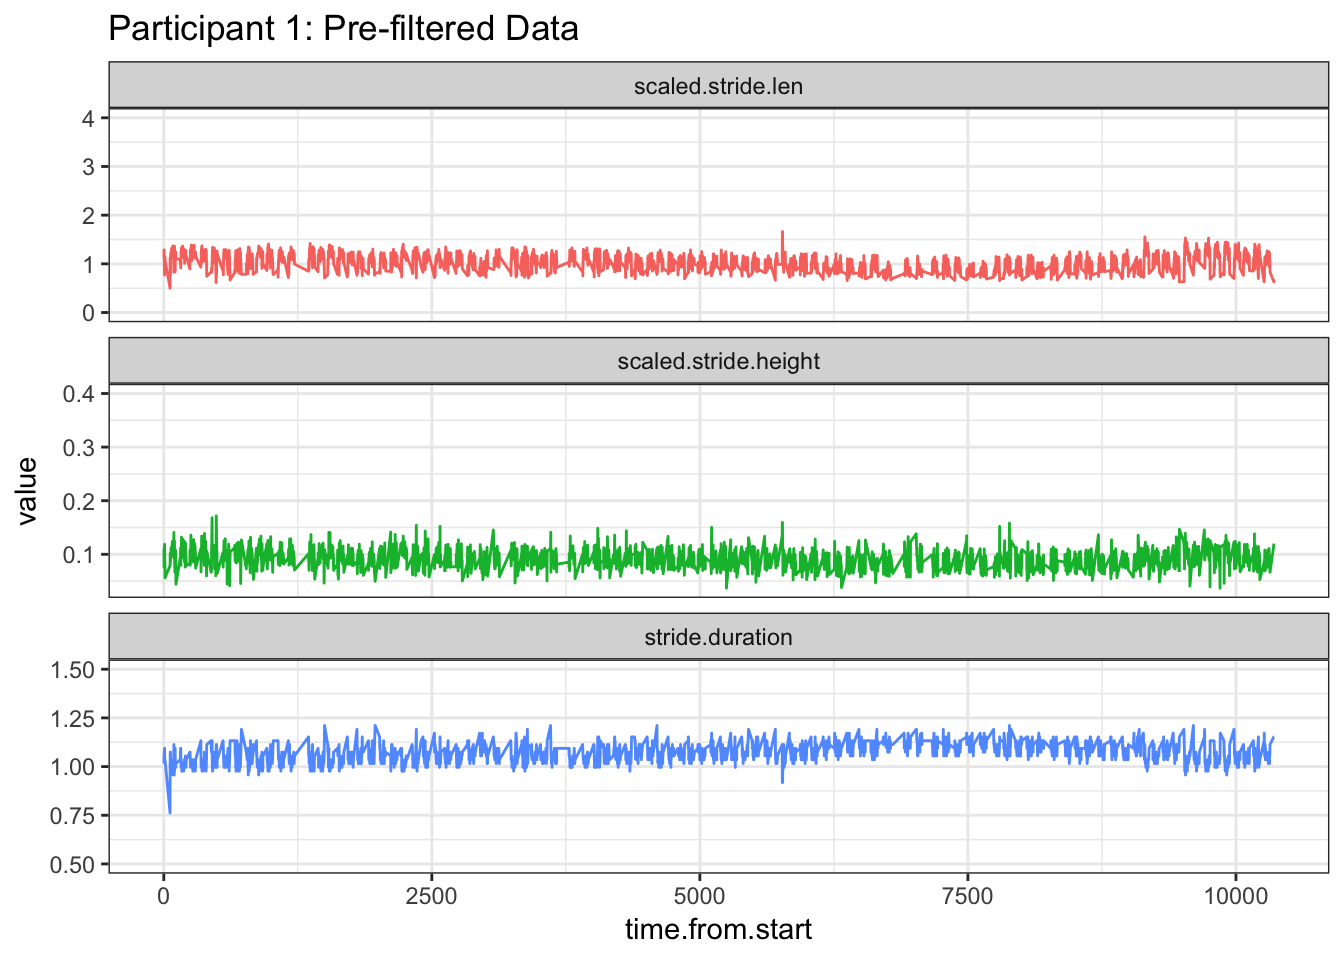 Participant 1: Pre-filtered Data
scaled.stride.len
4
3
2
1
0
scaled.stride.height
0.4
0.3
0.2
0.1
value
stride.duration
1.50
1.25
1.00
0.75
0.50
0 2500 5000 7500 10000
time.from.start